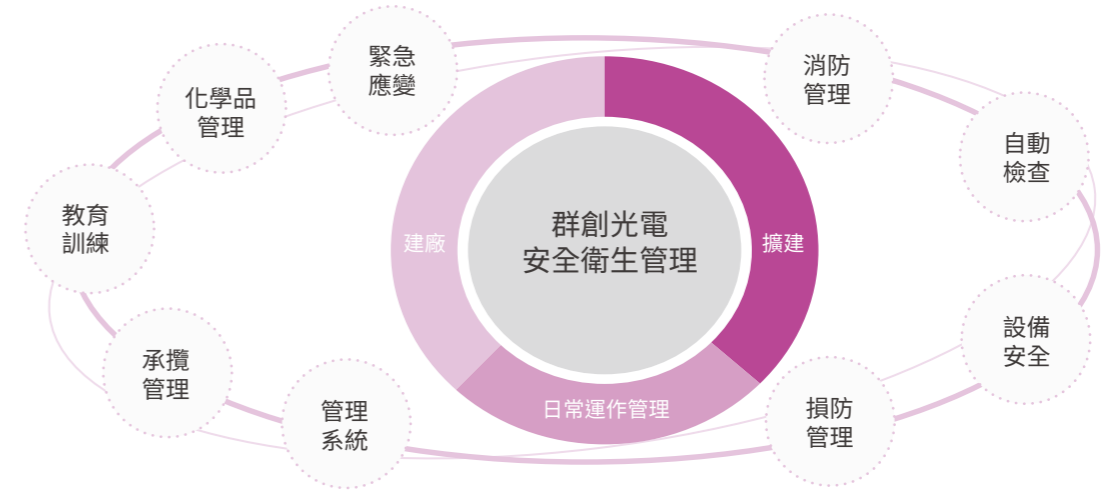 緊急
應變
消防
管理
化學品
管理
自動
檢查
教育
訓練
群創光電
安全衛生管理
建廠
擴建
設備
安全
承攬
管理
日常運作管理
管理
系統
損防
管理